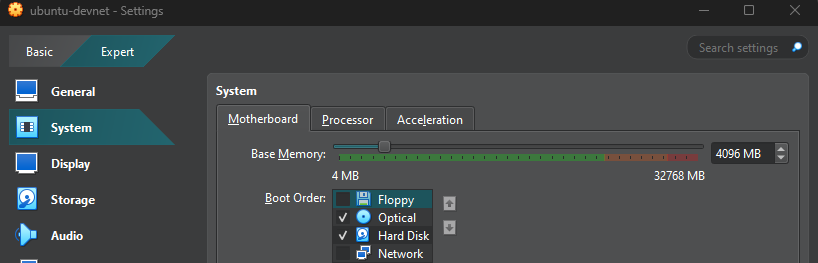 ubuntu-devnet - Settings
Basic Expert Search settings
General
System
Display
Storage
Audio
System
Motherboard Processor Acceleration
Base Memory: 4096 MB
4 MB 32768 MB
Boot Order: Floppy
Optical
Hard Disk
Network